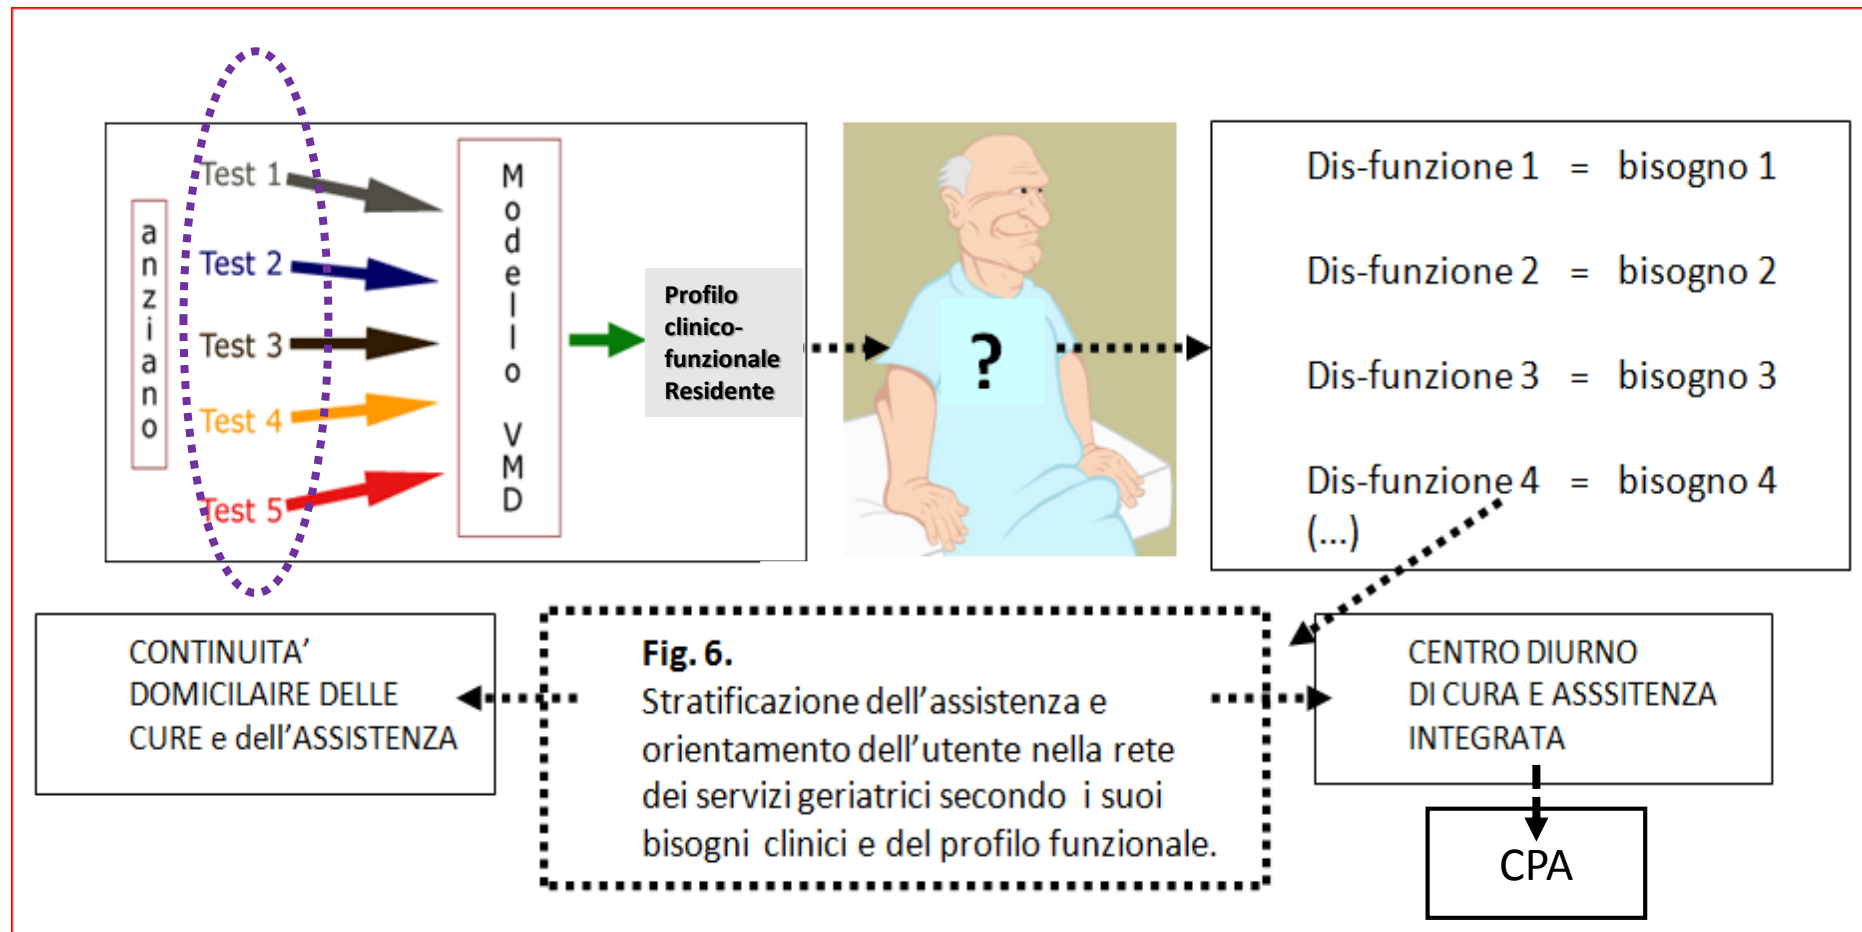 anziano
Test 1
Test 2
Test 3
Test 4
Test 5
Modello VMD
Profilo
clinico-
funzionale
Residente
?
Dis-funzione 1 = bisogno 1
Dis-funzione 2 = bisogno 2
Dis-funzione 3 = bisogno 3
Dis-funzione 4 = bisogno 4
(...)
CONTINUITA’
DOMICILAIRE DELLE
CURE e dell’ASSISTENZA
Fig. 6.
Stratificazione dell’assistenza e
orientamento dell’utente nella rete
dei servizi geriatrici secondo i suoi
bisogni clinici e del profilo funzionale.
CENTRO DIURNO
DI CURA E ASSSITENZA
INTEGRATA
CPA